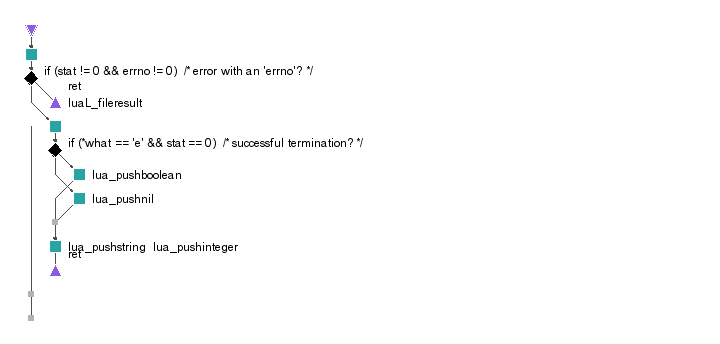 if (stat != 0 && errno != 0)  /* error with an 'errno'? */
ret
luaL_fileresult
if (*what == 'e' && stat == 0)  /* successful termination? */
lua_pushboolean
lua_pushnil
lua_pushstring  lua_pushinteger
ret